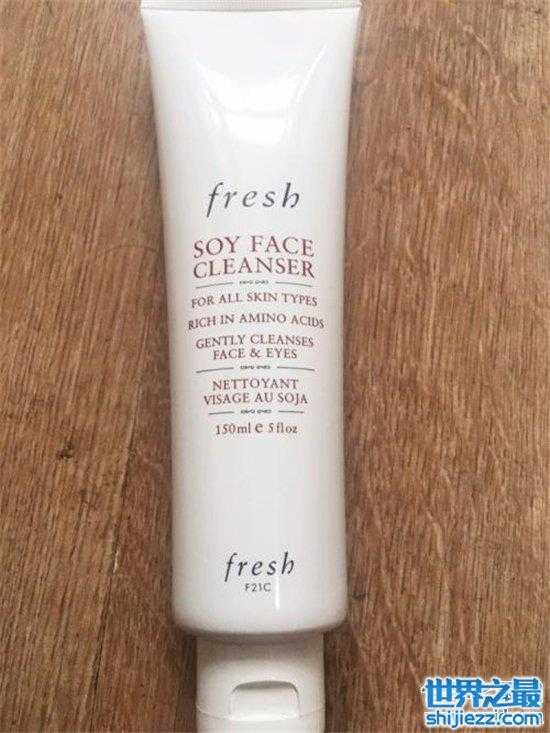 fresh
SOY FACE
CLEANSER
FOR ALL SKIN TYPES
RICH IN AMINO ACIDS
GENTLY CLEANSES
FACE & EYES
NETTOYANT
VISAGE AU SOJA
150ml e 5 fl oz
fresh
F21C
世界之最
shijiezz.com